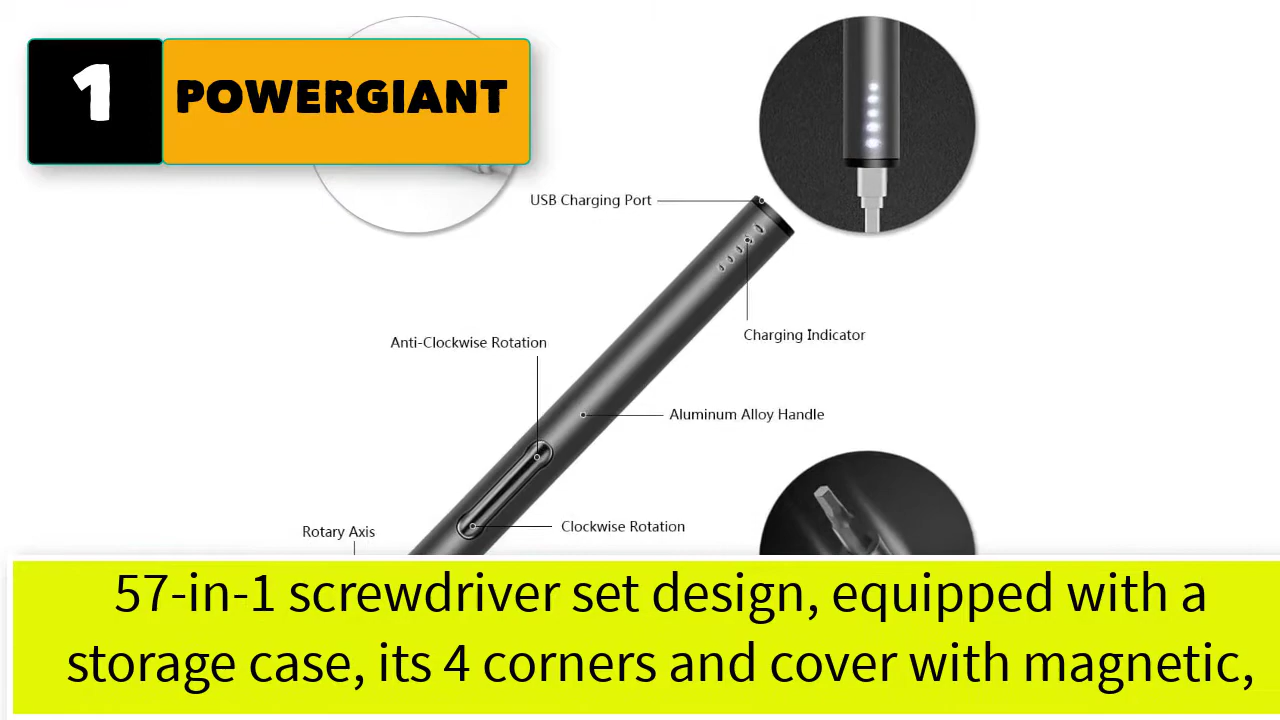 1 POWERGIANT
USB Charging Port
Charging Indicator
Anti-Clockwise Rotation
Aluminum Alloy Handle
Clockwise Rotation
Rotary Axis
57-in-1 screwdriver set design, equipped with a
storage case, its 4 corners and cover with magnetic,